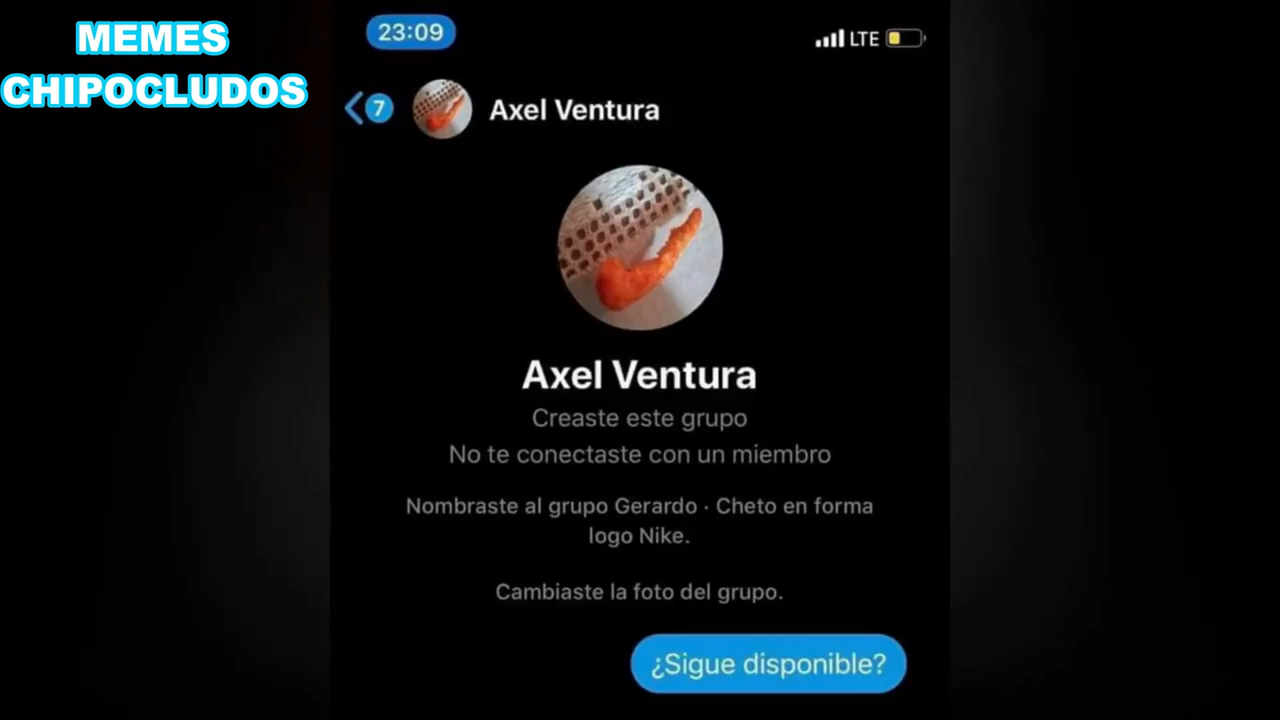 MEMES
CHIPOCLUDOS
23:09
LTE
7
Axel Ventura
Axel Ventura
Creaste este grupo
No te conectaste con un miembro
Nombraste al grupo Gerardo · Cheto en forma
logo Nike.
Cambiaste la foto del grupo.
¿Sigue disponible?